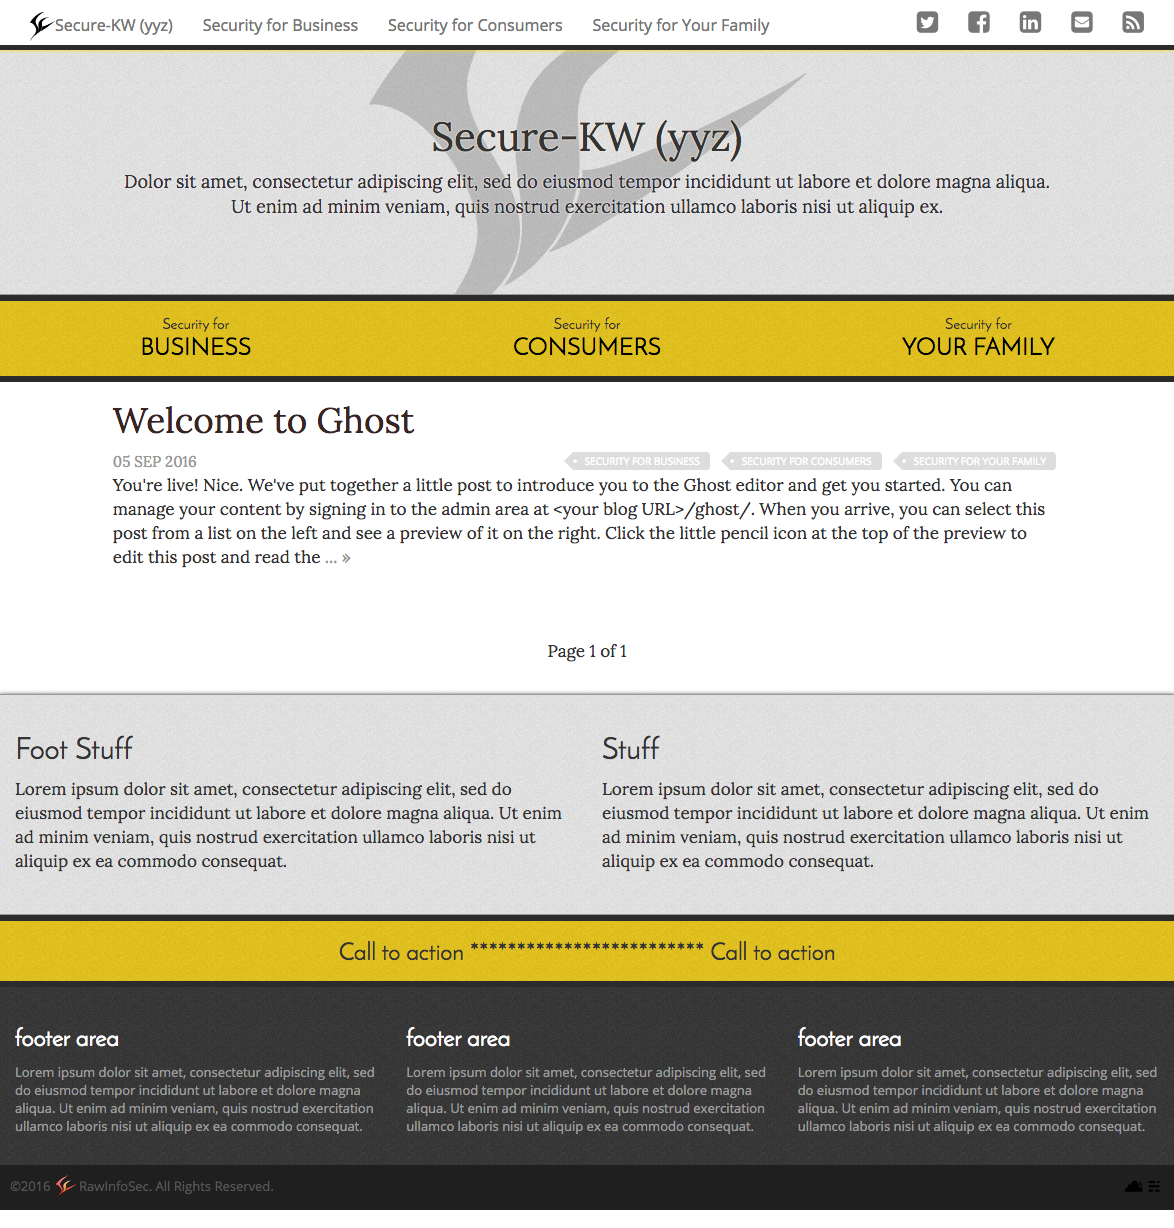 Secure-KW (yyz) Security for Business Security for Consumers Security for Your Family
Secure-KW (yyz)
Dolor sit amet, consectetur adipiscing elit, sed do eiusmod tempor incididunt ut labore et dolore magna aliqua.
Ut enim ad minim veniam, quis nostrud exercitation ullamco laboris nisi ut aliquip ex.
Security for
BUSINESS
Security for
CONSUMERS
Security for
YOUR FAMILY
Welcome to Ghost
05 SEP 2016
SECURITY FOR BUSINESS SECURITY FOR CONSUMERS SECURITY FOR YOUR FAMILY
You're live! Nice. We've put together a little post to introduce you to the Ghost editor and get you started. You can
manage your content by signing in to the admin area at <your blog URL>/ghost/. When you arrive, you can select this
post from a list on the left and see a preview of it on the right. Click the little pencil icon at the top of the preview to
edit this post and read the ... »
Page 1 of 1
Foot Stuff
Lorem ipsum dolor sit amet, consectetur adipiscing elit, sed do
eiusmod tempor incididunt ut labore et dolore magna aliqua. Ut enim
ad minim veniam, quis nostrud exercitation ullamco laboris nisi ut
aliquip ex ea commodo consequat.
Stuff
Lorem ipsum dolor sit amet, consectetur adipiscing elit, sed do
eiusmod tempor incididunt ut labore et dolore magna aliqua. Ut enim
ad minim veniam, quis nostrud exercitation ullamco laboris nisi ut
aliquip ex ea commodo consequat.
Call to action ************************* Call to action
footer area
Lorem ipsum dolor sit amet, consectetur adipiscing elit, sed
do eiusmod tempor incididunt ut labore et dolore magna
aliqua. Ut enim ad minim veniam, quis nostrud exercitation
ullamco laboris nisi ut aliquip ex ea commodo consequat.
footer area
Lorem ipsum dolor sit amet, consectetur adipiscing elit, sed
do eiusmod tempor incididunt ut labore et dolore magna
aliqua. Ut enim ad minim veniam, quis nostrud exercitation
ullamco laboris nisi ut aliquip ex ea commodo consequat.
footer area
Lorem ipsum dolor sit amet, consectetur adipiscing elit, sed
do eiusmod tempor incididunt ut labore et dolore magna
aliqua. Ut enim ad minim veniam, quis nostrud exercitation
ullamco laboris nisi ut aliquip ex ea commodo consequat.
©2016 RawInfoSec. All Rights Reserved.